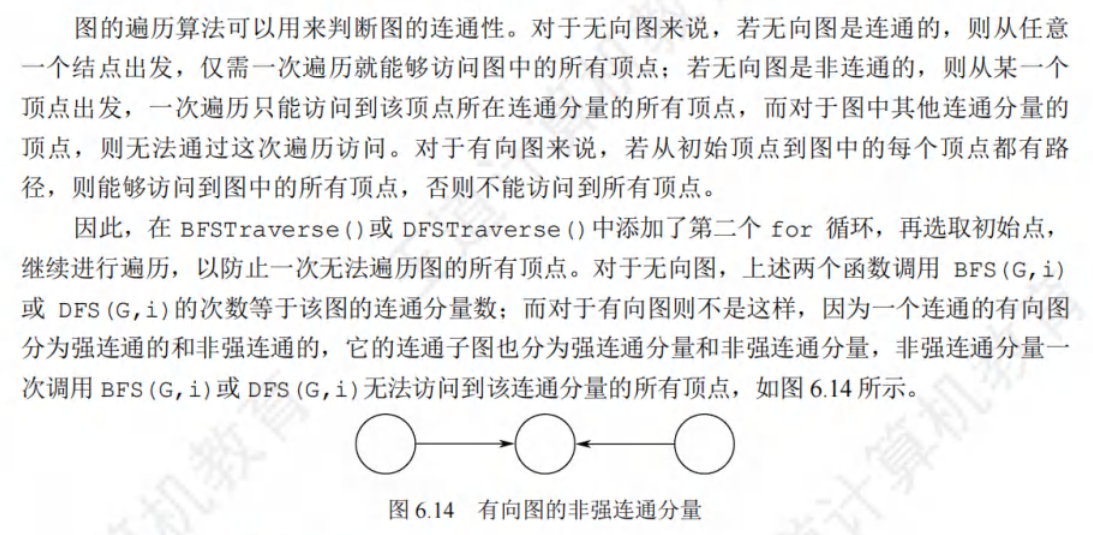 图的遍历算法可以用来判断图的连通性。对于无向图来说，若无向图是连通的，则从任意
一个结点出发，仅需一次遍历就能够访问图中的所有顶点；若无向图是非连通的，则从某一个
顶点出发，一次遍历只能访问到该顶点所在连通分量的所有顶点，而对于图中其他连通分量的
顶点，则无法通过这次遍历访问。对于有向图来说，若从初始顶点到图中的每个顶点都有路
径，则能够访问到图中的所有顶点，否则不能访问到所有顶点。
因此，在 BFSTraverse()或 DFSTraverse()中添加了第二个 for 循环，再选取初始点，
继续进行遍历，以防止一次无法遍历图的所有顶点。对于无向图，上述两个函数调用 BFS(G,i)
或 DFS(G,i)的次数等于该图的连通分量数；而对于有向图则不是这样，因为一个连通的有向图
分为强连通的和非强连通的，它的连通子图也分为强连通分量和非强连通分量，非强连通分量一
次调用 BFS(G,i)或 DFS(G,i)无法访问到该连通分量的所有顶点，如图 6.14 所示。
图 6.14 有向图的非强连通分量